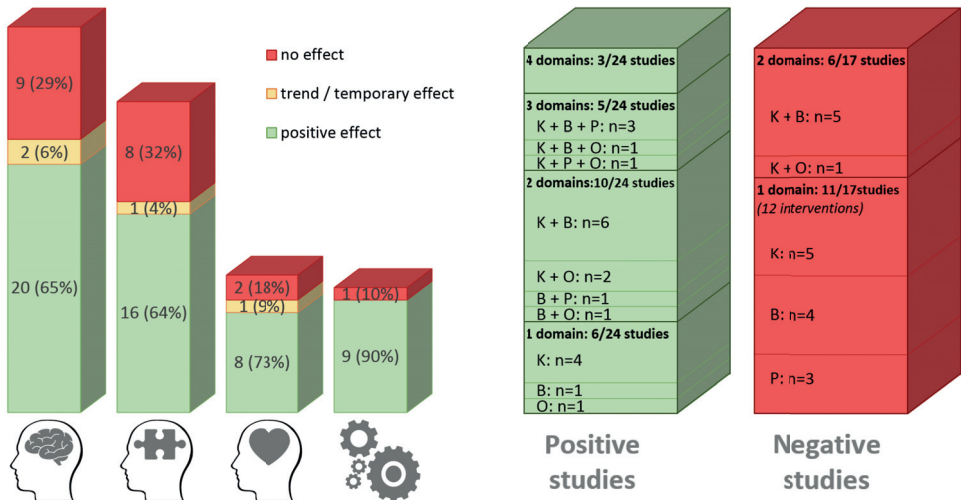 9 (29%)
2 (6%)
20 (65%)
8 (32%)
1 (4%)
16 (64%)
2 (18%)
1 (9%)
8 (73%)
1 (10%)
9 (90%)
no effect
trend / temporary effect
positive effect
4 domains: 3/24 studies
3 domains: 5/24 studies
K + B + P: n=3
K + B + O: n=1
K + P + O: n=1
2 domains:10/24 studies
K + B: n=6
K + O: n=2
B + P: n=1
B + O: n=1
1 domain: 6/24 studies
K: n=4
B: n=1
O: n=1
Positive
studies
2 domains: 6/17 studies
K + B: n=5
K + O: n=1
1 domain: 11/17studies
(12 interventions)
K: n=5
B: n=4
P: n=3
Negative
studies